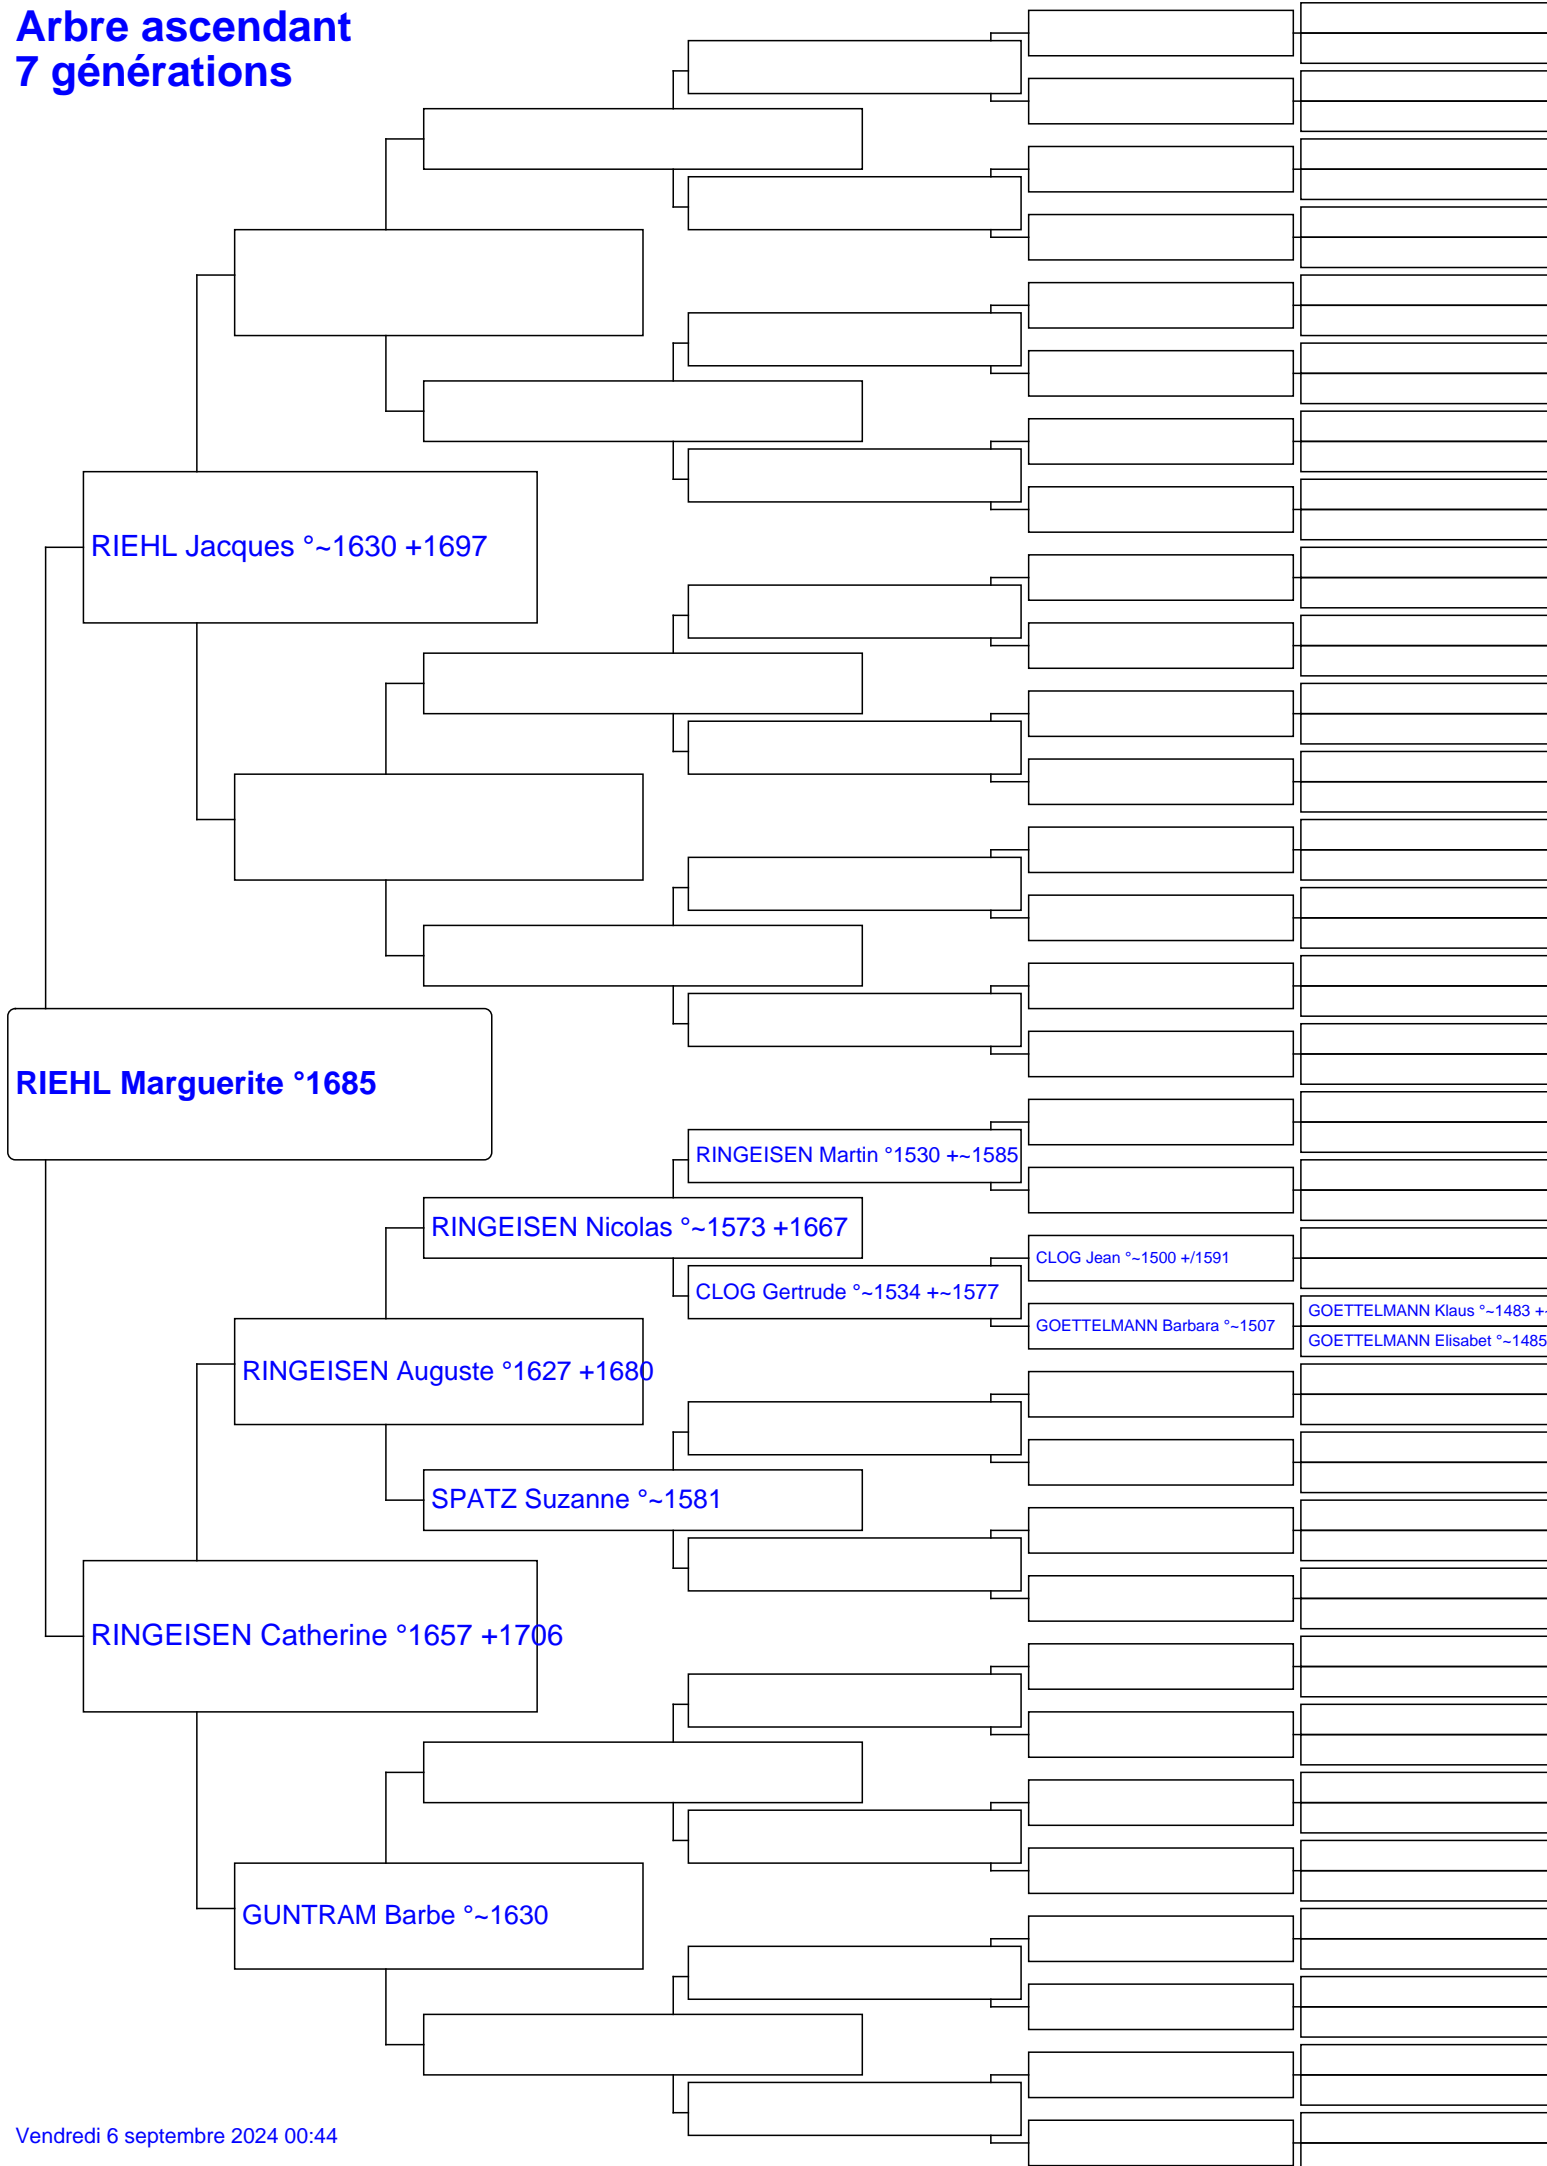 Arbre ascendant
7 générations
RIEHL Jacques °~1630 +1697
RIEHL Marguerite °1685
RINGEISEN Martin °1530 +~1585
RINGEISEN Nicolas °~1573 +1667
CLOG Jean °~1500 +/1591
CLOG Gertrude °~1534 +~1577
GOETTELMANN Klaus °~1483 +~
GOETTELMANN Barbara °~1507
GOETTELMANN Elisabet °~1485
RINGEISEN Auguste °1627 +1680
SPATZ Suzanne °~1581
RINGEISEN Catherine °1657 +1706
GUNTRAM Barbe °~1630
Vendredi 6 septembre 2024 00:44